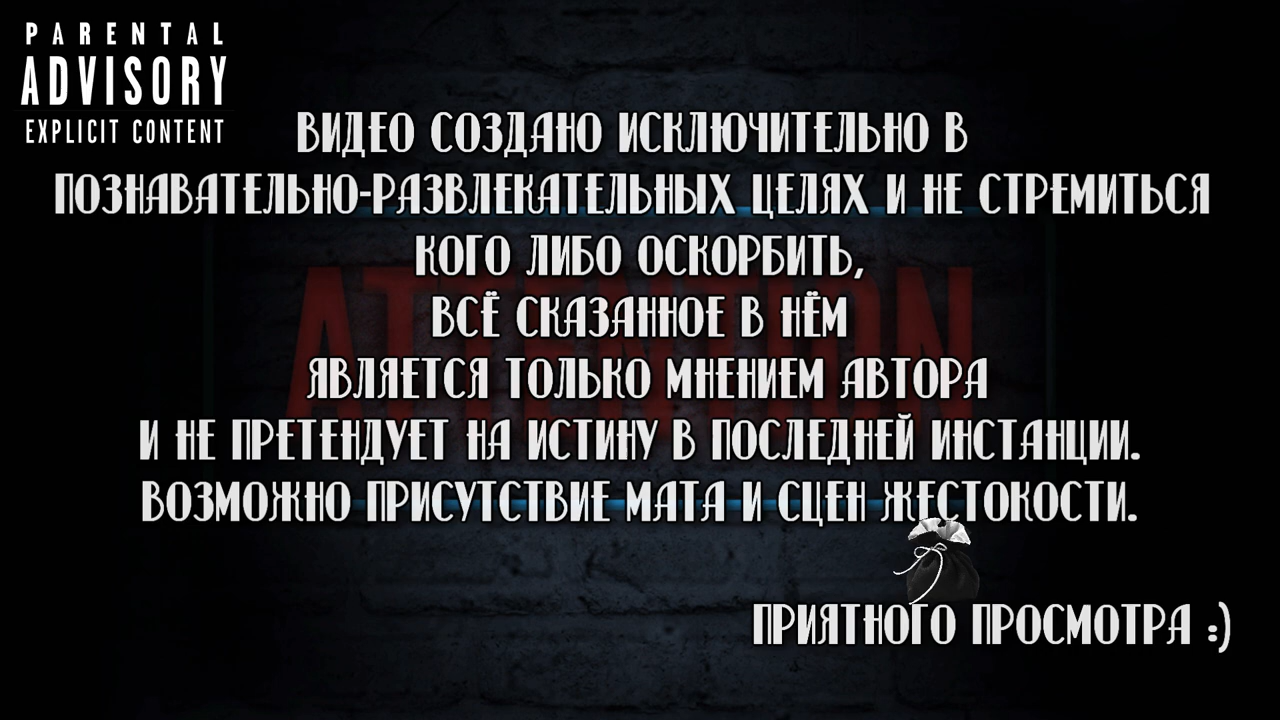 PARENTAL
ADVISORY
EXPLICIT CONTENT
ВИДЕО СОЗДАНО ИСКЛЮЧИТЕЛЬНО В
ПОЗНАВАТЕЛЬНО-РАЗВЛЕКАТЕЛЬНЫХ ЦЕЛЯХ И НЕ СТРЕМИТЬСЯ
КОГО ЛИБО ОСКОРБИТЬ,
ВСЁ СКАЗАННОЕ В НЁМ
ЯВЛЯЕТСЯ ТОЛЬКО МНЕНИЕМ АВТОРА
И НЕ ПРЕТЕНДУЕТ НА ИСТИНУ В ПОСЛЕДНЕЙ ИНСТАНЦИИ.
ВОЗМОЖНО ПРИСУТСТВИЕ МАТА И СЦЕН ЖЕСТОКОСТИ.
ПРИЯТНОГО ПРОСМОТРА :)
ATTENTION